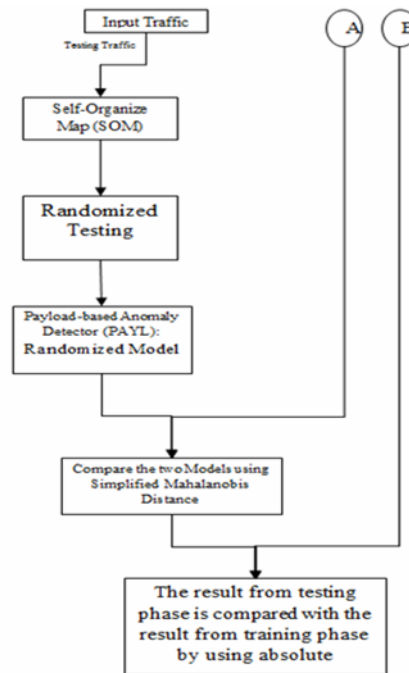 Input Traffic
A
B
Testing Traffic
Self-Organize
Map (SOM)
Randomized
Testing
Payload-based Anomaly
Detector (PAYL):
Randomized Model
Compare the two Models using
Simplified Mahalanobis
Distance
The result from testing
phase is compared with the
result from training phase
by using absolute